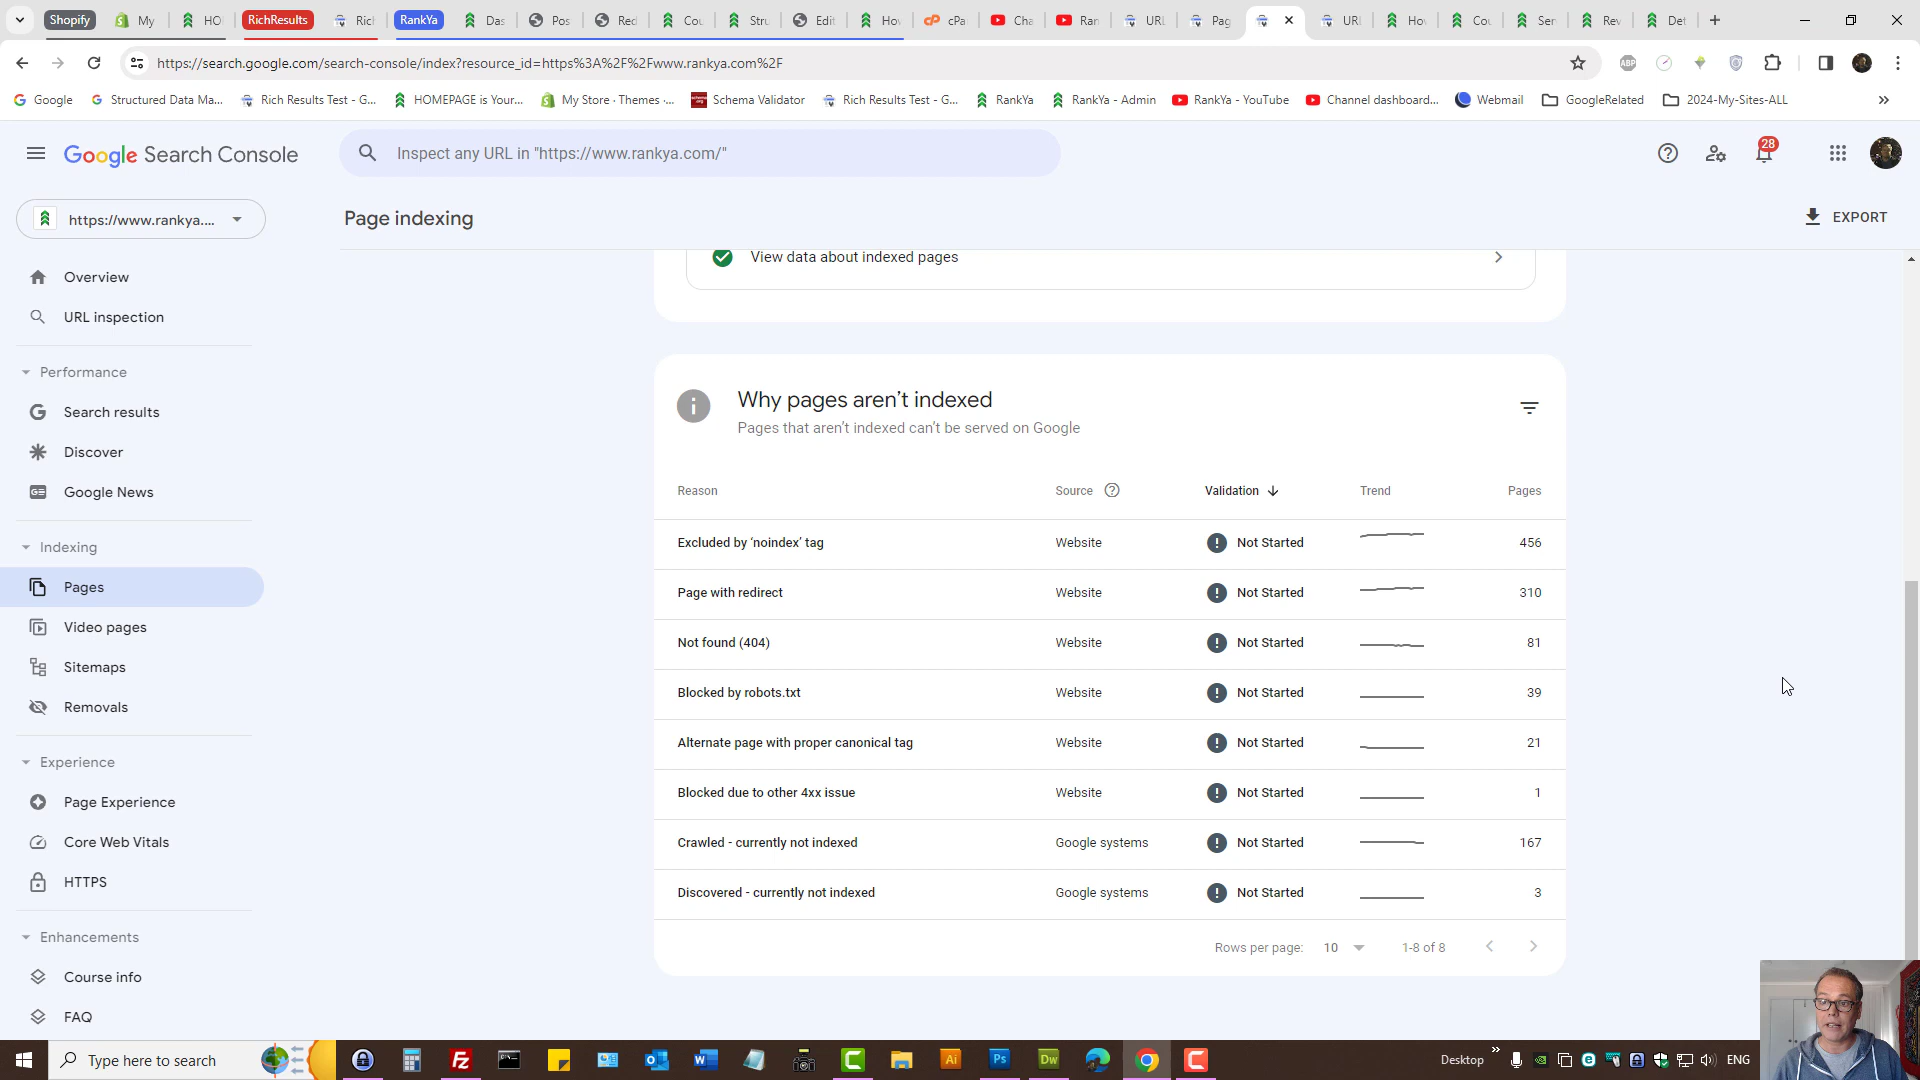 Shopify My HO RichResults Ric RankYa Das Pos Red Cou Stru Edit Hov cPa Cha Ran URL Pag URL Hov Cou Ser Rev Det
https://search.google.com/search-console/index?resource_id=https%3A%2F%2Fwww.rankya.com%2F
ABP
Google Structured Data Ma... Rich Results Test - G... HOMEPAGE is Your... My Store · Themes ·... Schema Validator Rich Results Test - G... RankYa RankYa - Admin RankYa - YouTube Channel dashboard... Webmail GoogleRelated 2024-My-Sites-ALL
Google Search Console
Inspect any URL in "https://www.rankya.com/"
28
https://www.rankya....
Page indexing
EXPORT
Overview
URL inspection
Performance
Search results
Discover
Google News
Indexing
Pages
Video pages
Sitemaps
Removals
Experience
Page Experience
Core Web Vitals
HTTPS
Enhancements
Course info
FAQ
View data about indexed pages
Why pages aren’t indexed
Pages that aren’t indexed can’t be served on Google
Reason Source Validation Trend Pages
Excluded by ‘noindex’ tag Website Not Started 456
Page with redirect Website Not Started 310
Not found (404) Website Not Started 81
Blocked by robots.txt Website Not Started 39
Alternate page with proper canonical tag Website Not Started 21
Blocked due to other 4xx issue Website Not Started 1
Crawled - currently not indexed Google systems Not Started 167
Discovered - currently not indexed Google systems Not Started 3
Rows per page: 10 1-8 of 8
Type here to search
Desktop
ENG